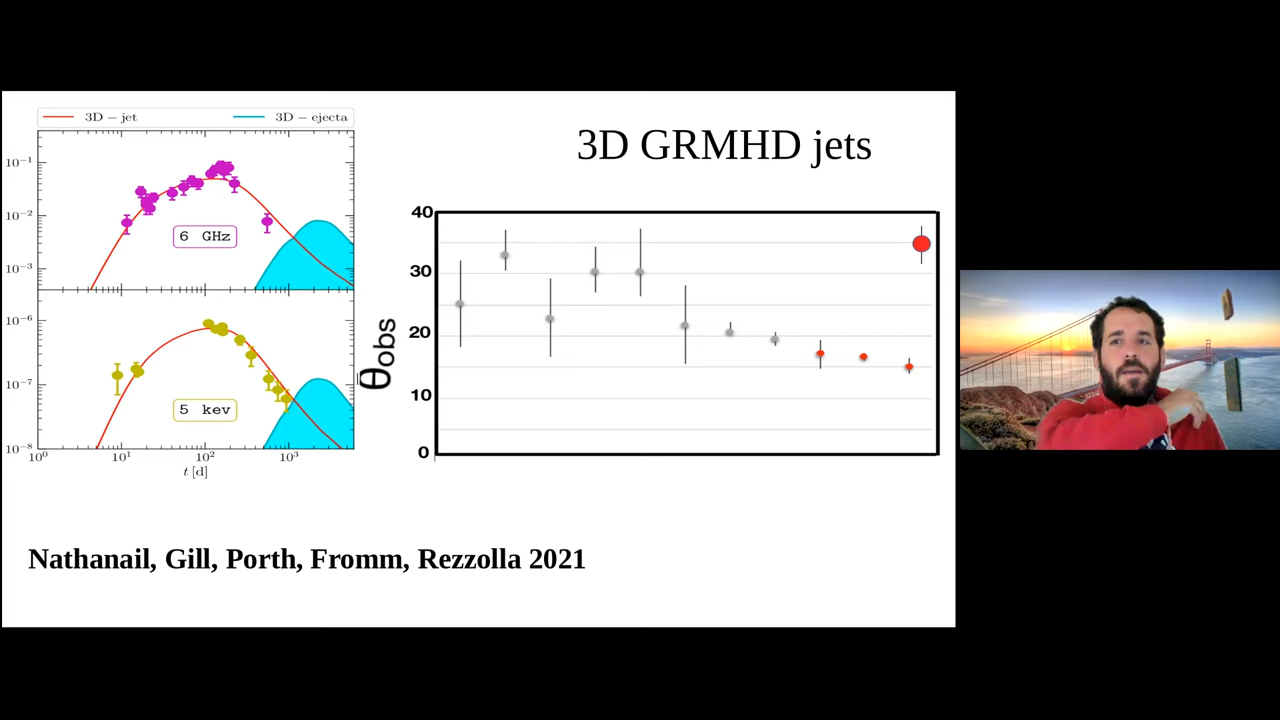 3D – jet 3D – ejecta
3D GRMHD jets
10⁻¹
10⁻²
10⁻³
6 GHz
10⁻⁶
10⁻⁷
10⁻⁸
5 kev
10⁰ 10¹ 10² 10³
t [d]
θobs
40
30
20
10
0
Nathanail, Gill, Porth, Fromm, Rezzolla 2021